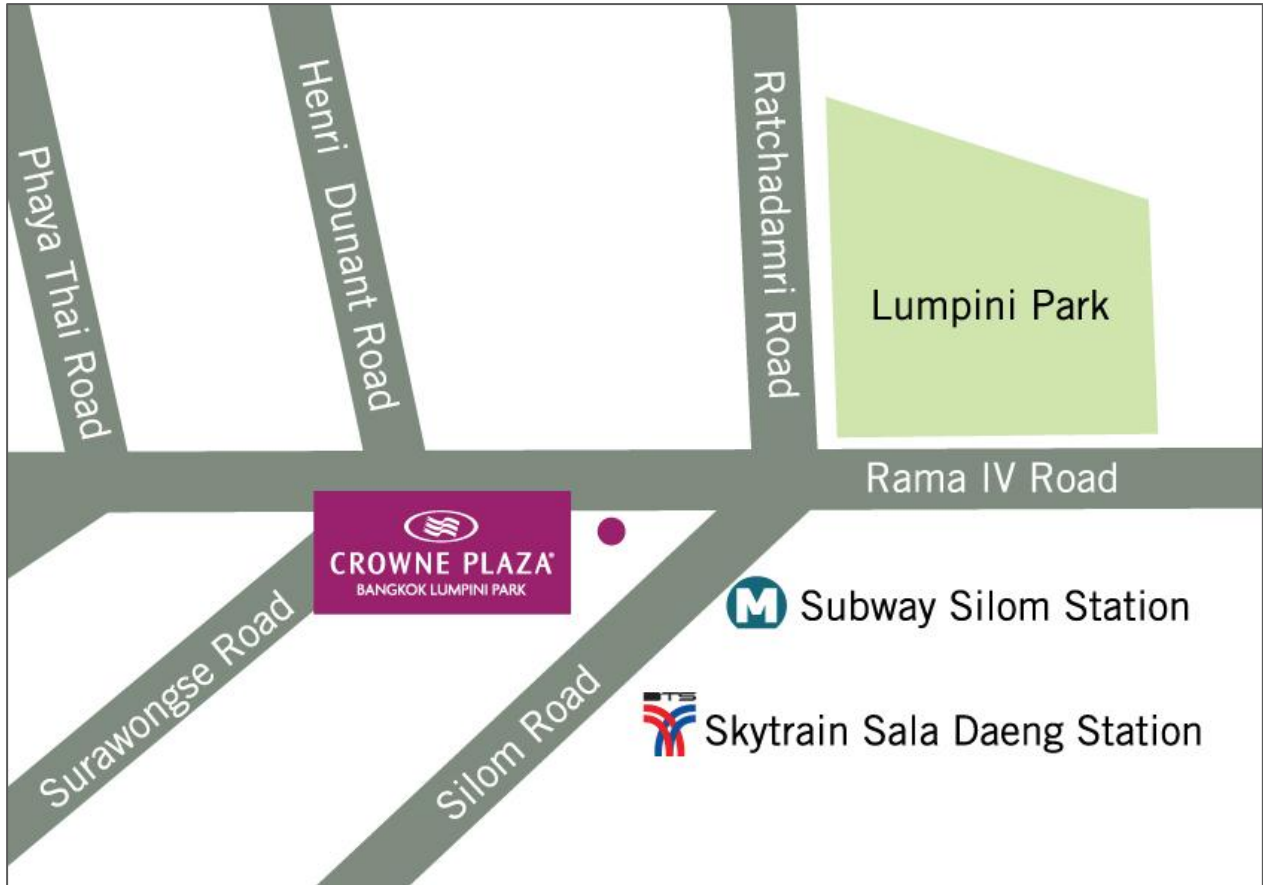 Phaya Thai Road
Henri Dunant Road
Ratchadamri Road
Lumpini Park
Rama IV Road
CROWNE PLAZA®
BANGKOK LUMPINI PARK
M Subway Silom Station
BTS
Skytrain Sala Daeng Station
Surawongse Road
Silom Road